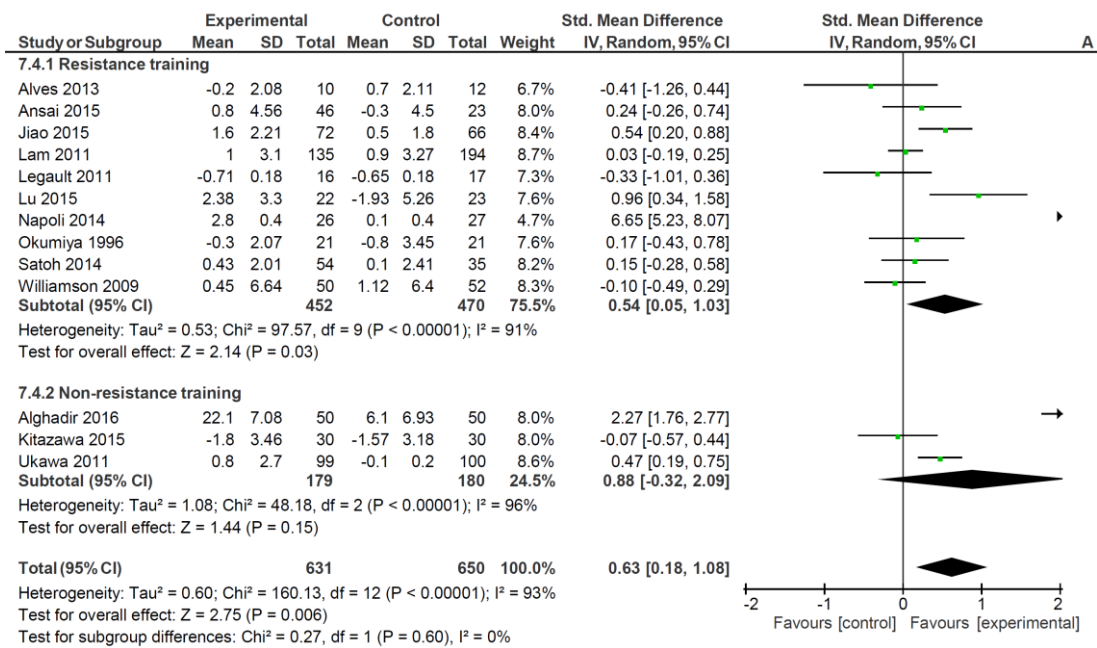 Experimental Control Std. Mean Difference Std. Mean Difference
Study or Subgroup Mean SD Total Mean SD Total Weight IV, Random, 95% CI IV, Random, 95% CI A
7.4.1 Resistance training
Alves 2013 -0.2 2.08 10 0.7 2.11 12 6.7% -0.41 [-1.26, 0.44]
Ansai 2015 0.8 4.56 46 -0.3 4.5 23 8.0% 0.24 [-0.26, 0.74]
Jiao 2015 1.6 2.21 72 0.5 1.8 66 8.4% 0.54 [0.20, 0.88]
Lam 2011 1 3.1 135 0.9 3.27 194 8.7% 0.03 [-0.19, 0.25]
Legault 2011 -0.71 0.18 16 -0.65 0.18 17 7.3% -0.33 [-1.01, 0.36]
Lu 2015 2.38 3.3 22 -1.93 5.26 23 7.6% 0.96 [0.34, 1.58]
Napoli 2014 2.8 0.4 26 0.1 0.4 27 4.7% 6.65 [5.23, 8.07]
Okumiya 1996 -0.3 2.07 21 -0.8 3.45 21 7.6% 0.17 [-0.43, 0.78]
Satoh 2014 0.43 2.01 54 0.1 2.41 35 8.2% 0.15 [-0.28, 0.58]
Williamson 2009 0.45 6.64 50 1.12 6.4 52 8.3% -0.10 [-0.49, 0.29]
Subtotal (95% CI) 452 470 75.5% 0.54 [0.05, 1.03]
Heterogeneity: Tau² = 0.53; Chi² = 97.57, df = 9 (P < 0.00001); I² = 91%
Test for overall effect: Z = 2.14 (P = 0.03)
7.4.2 Non-resistance training
Alghadir 2016 22.1 7.08 50 6.1 6.93 50 8.0% 2.27 [1.76, 2.77]
Kitazawa 2015 -1.8 3.46 30 -1.57 3.18 30 8.0% -0.07 [-0.57, 0.44]
Ukawa 2011 0.8 2.7 99 -0.1 0.2 100 8.6% 0.47 [0.19, 0.75]
Subtotal (95% CI) 179 180 24.5% 0.88 [-0.32, 2.09]
Heterogeneity: Tau² = 1.08; Chi² = 48.18, df = 2 (P < 0.00001); I² = 96%
Test for overall effect: Z = 1.44 (P = 0.15)
Total (95% CI) 631 650 100.0% 0.63 [0.18, 1.08]
Heterogeneity: Tau² = 0.60; Chi² = 160.13, df = 12 (P < 0.00001); I² = 93%
Test for overall effect: Z = 2.75 (P = 0.006)
Test for subgroup differences: Chi² = 0.27, df = 1 (P = 0.60), I² = 0%
-2 -1 0 1 2
Favours [control] Favours [experimental]